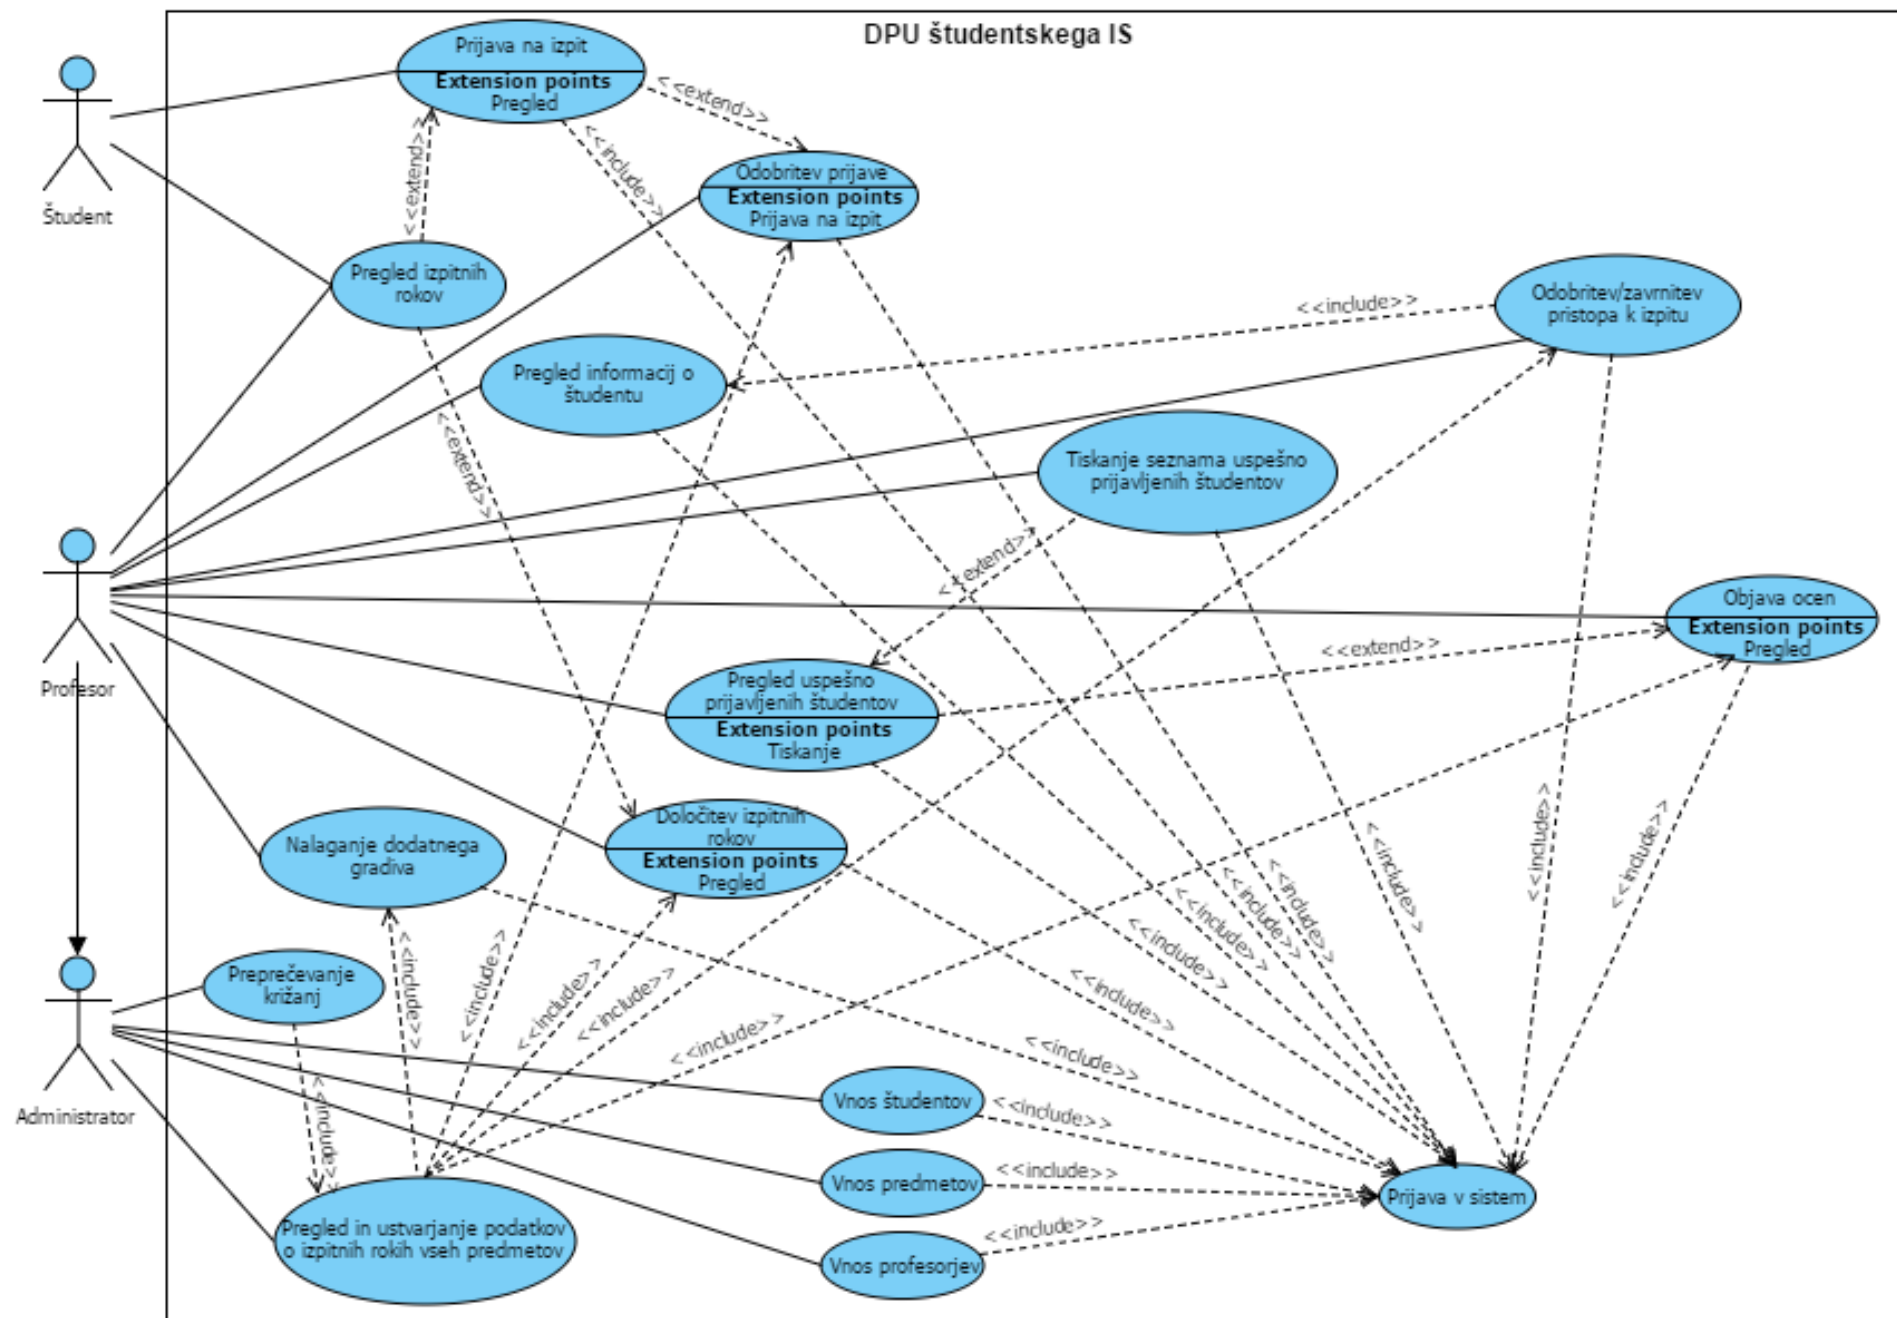 DPU študentskega IS
Prijava na izpit
Extension points
Pregled
<<extend>>
<<include>>
<<extend>>
Odobritev prijave
Extension points
Prijava na izpit
Študent
Pregled izpitnih
rokov
Odobritev/zavrnitev
pristopa k izpitu
<<include>>
Pregled informacij o
študentu
<<extend>>
Tiskanje seznama uspešno
prijavljenih študentov
<<extend>>
Profesor
Objava ocen
Extension points
Pregled
<<extend>>
Pregled uspešno
prijavljenih študentov
Extension points
Tiskanje
Določitev izpitnih
rokov
Extension points
Pregled
Nalaganje dodatnega
gradiva
<<include>>
<<include>>
<<include>>
<<include>>
<<include>>
<<include>>
<<include>>
<<include>>
<<include>>
<<include>>
<<include>>
<<include>>
<<include>>
<<include>>
Preprečevanje
križanj
Administrator
<<include>>
Vnos študentov
<<include>>
Vnos predmetov
<<include>>
Prijava v sistem
Pregled in ustvarjanje podatkov
o izpitnih rokih vseh predmetov
Vnos profesorjev
<<include>>